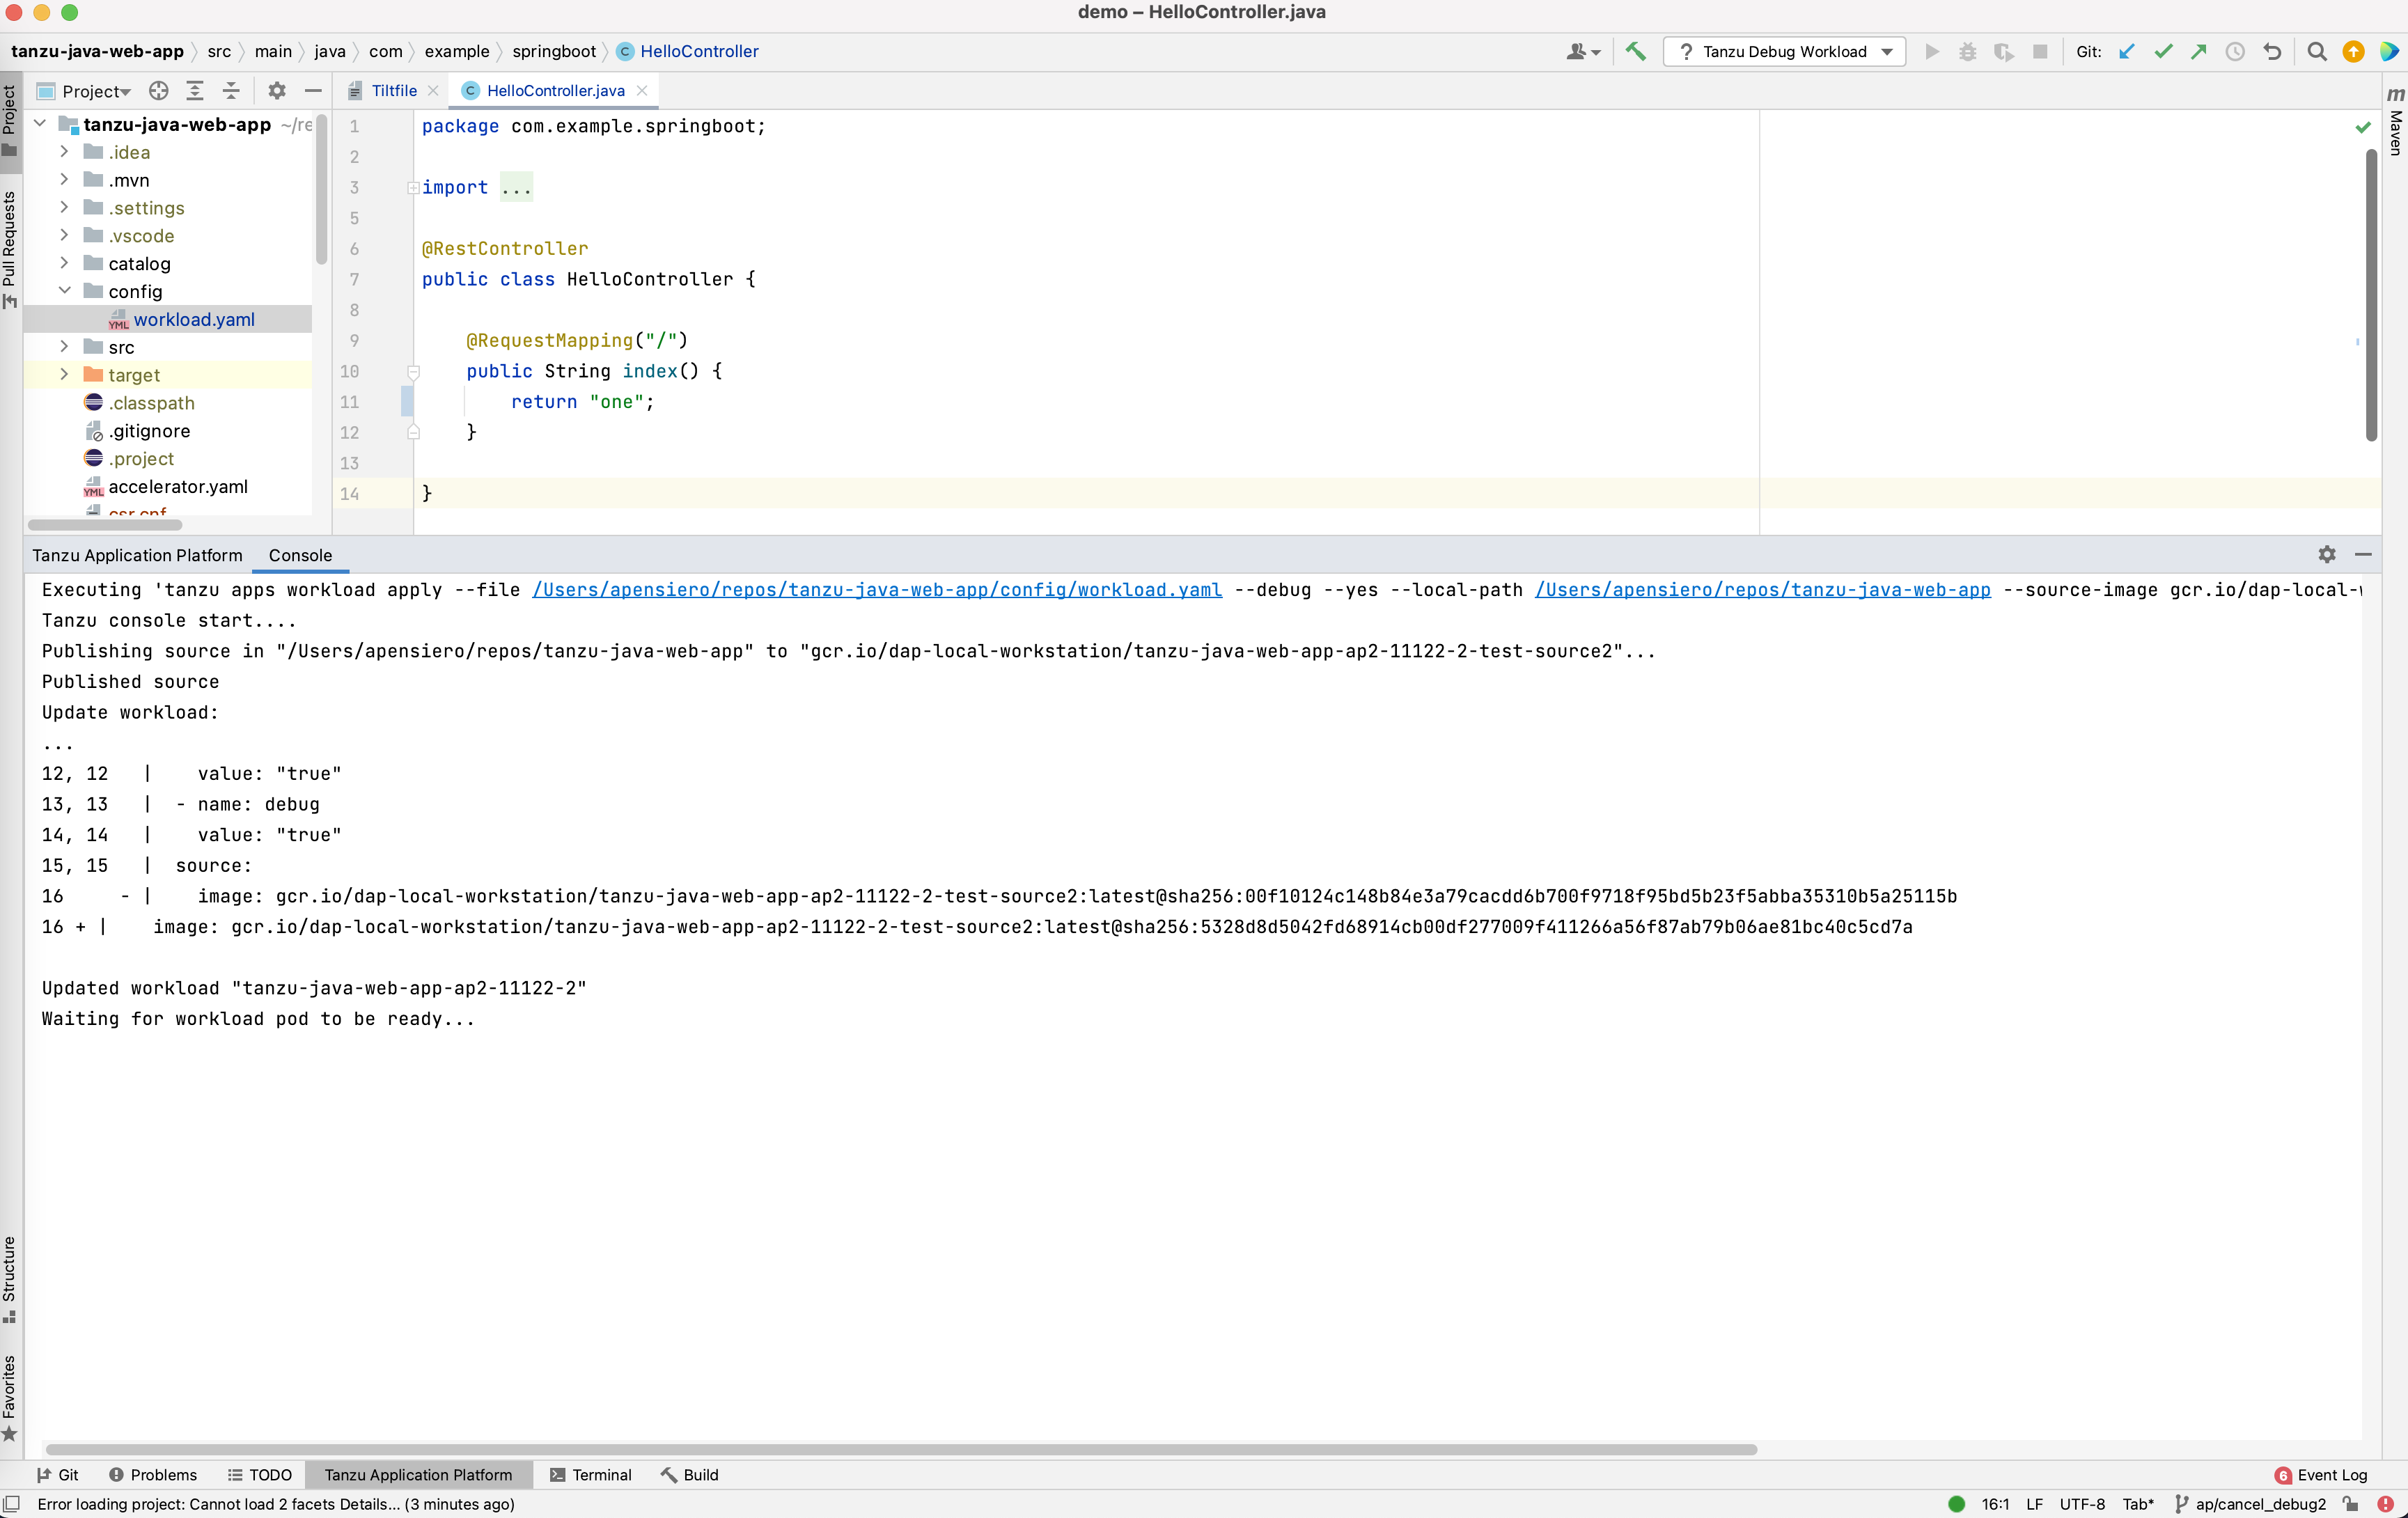 demo – HelloController.java
tanzu-java-web-app src main java com example springboot C HelloController
? Tanzu Debug Workload
Git:
Project
Tiltfile
C HelloController.java
Project
Pull Requests
m Maven
tanzu-java-web-app ~/re
.idea
.mvn
.settings
.vscode
catalog
config
YML workload.yaml
src
target
.classpath
.gitignore
.project
YML accelerator.yaml
csr.cnf
1 package com.example.springboot;
2
3 import ...
5
6 @RestController
7 public class HelloController {
8
9 @RequestMapping("/")
10 public String index() {
11 return "one";
12 }
13
14 }
Tanzu Application Platform Console
Executing 'tanzu apps workload apply --file /Users/apensiero/repos/tanzu-java-web-app/config/workload.yaml --debug --yes --local-path /Users/apensiero/repos/tanzu-java-web-app --source-image gcr.io/dap-local-
Tanzu console start....
Publishing source in "/Users/apensiero/repos/tanzu-java-web-app" to "gcr.io/dap-local-workstation/tanzu-java-web-app-ap2-11122-2-test-source2"...
Published source
Update workload:
...
12, 12 | value: "true"
13, 13 | - name: debug
14, 14 | value: "true"
15, 15 | source:
16 - | image: gcr.io/dap-local-workstation/tanzu-java-web-app-ap2-11122-2-test-source2:latest@sha256:00f10124c148b84e3a79cacdd6b700f9718f95bd5b23f5abba35310b5a25115b
16 + | image: gcr.io/dap-local-workstation/tanzu-java-web-app-ap2-11122-2-test-source2:latest@sha256:5328d8d5042fd68914cb00df277009f411266a56f87ab79b06ae81bc40c5cd7a
Updated workload "tanzu-java-web-app-ap2-11122-2"
Waiting for workload pod to be ready...
Structure
Favorites
Git Problems TODO Tanzu Application Platform Terminal Build
6 Event Log
Error loading project: Cannot load 2 facets Details... (3 minutes ago)
16:1 LF UTF-8 Tab* ap/cancel_debug2